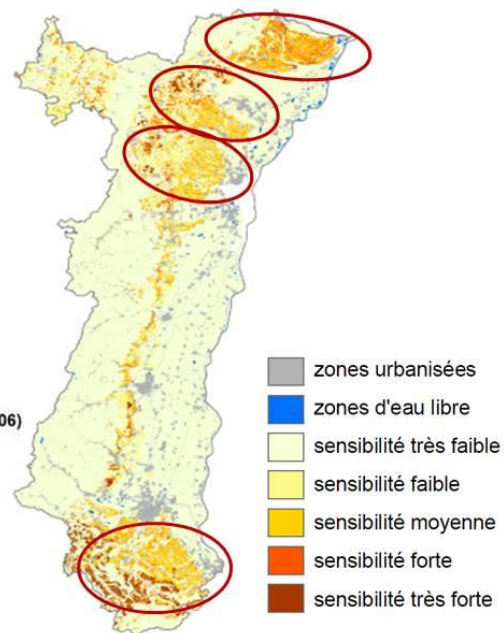 06)
zones urbanisées
zones d'eau libre
sensibilité très faible
sensibilité faible
sensibilité moyenne
sensibilité forte
sensibilité très forte